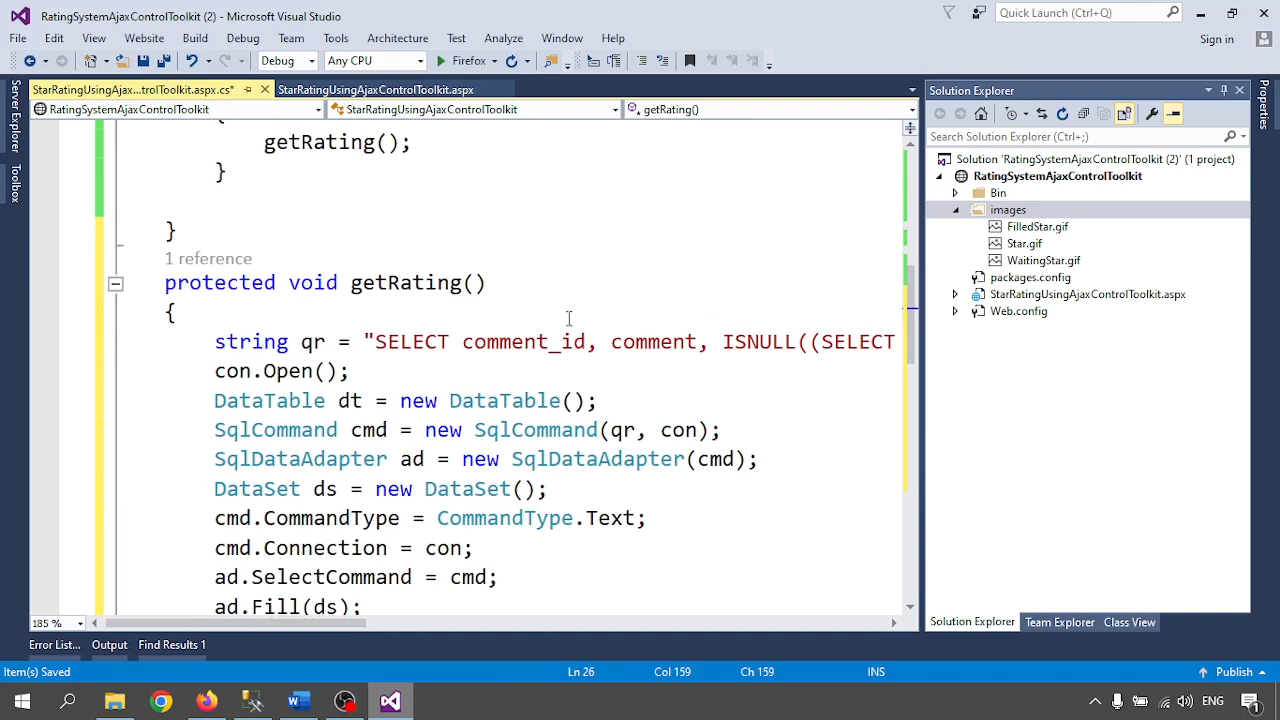 RatingSystemAjaxControlToolkit (2) - Microsoft Visual Studio
Quick Launch (Ctrl+Q)
File Edit View Website Build Debug Team Tools Architecture Test Analyze Window Help
Sign in
Debug Any CPU Firefox
StarRatingUsingAjax...trolToolkit.aspx.cs* StarRatingUsingAjaxControlToolkit.aspx
RatingSystemAjaxControlToolkit StarRatingUsingAjaxControlToolkit getRating()
{
getRating();
}
}
1 reference
protected void getRating()
{
string qr = "SELECT comment_id, comment, ISNULL((SELECT
con.Open();
DataTable dt = new DataTable();
SqlCommand cmd = new SqlCommand(qr, con);
SqlDataAdapter ad = new SqlDataAdapter(cmd);
DataSet ds = new DataSet();
cmd.CommandType = CommandType.Text;
cmd.Connection = con;
ad.SelectCommand = cmd;
ad.Fill(ds);
185 %
Server Explorer
Toolbox
Solution Explorer
Search Solution Explorer (Ctrl+;)
Solution 'RatingSystemAjaxControlToolkit (2)' (1 project)
RatingSystemAjaxControlToolkit
Bin
images
FilledStar.gif
Star.gif
WaitingStar.gif
packages.config
StarRatingUsingAjaxControlToolkit.aspx
Web.config
Solution Explorer Team Explorer Class View
Properties
Error List... Output Find Results 1
Item(s) Saved Ln 26 Col 159 Ch 159 INS Publish
ENG
1